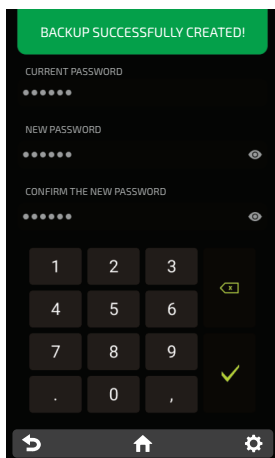 BACKUP SUCCESSFULLY CREATED!
CURRENT PASSWORD
●●●●●●
NEW PASSWORD
●●●●●●
CONFIRM THE NEW PASSWORD
●●●●●●
1 2 3
4 5 6
7 8 9
. 0 ,